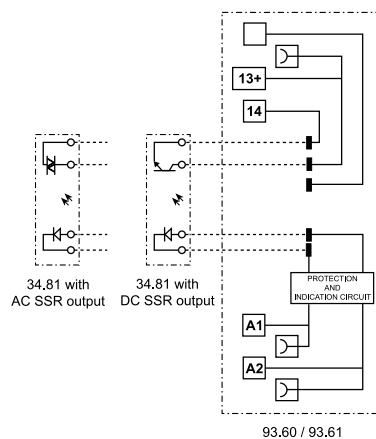 13+
14
PROTECTION
AND
INDICATION CIRCUIT
34.81 with
AC SSR output
34.81 with
DC SSR output
A1
A2
93.60 / 93.61